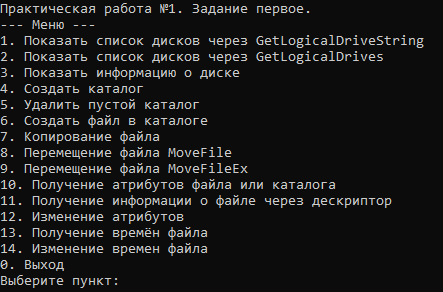 Практическая работа №1. Задание первое.
--- Меню ---
1. Показать список дисков через GetLogicalDriveString
2. Показать список дисков через GetLogicalDrives
3. Показать информацию о диске
4. Создать каталог
5. Удалить пустой каталог
6. Создать файл в каталоге
7. Копирование файла
8. Перемещение файла MoveFile
9. Перемещение файла MoveFileEx
10. Получение атрибутов файла или каталога
11. Получение информации о файле через дескриптор
12. Изменение атрибутов
13. Получение времён файла
14. Изменение времен файла
0. Выход
Выберите пункт: